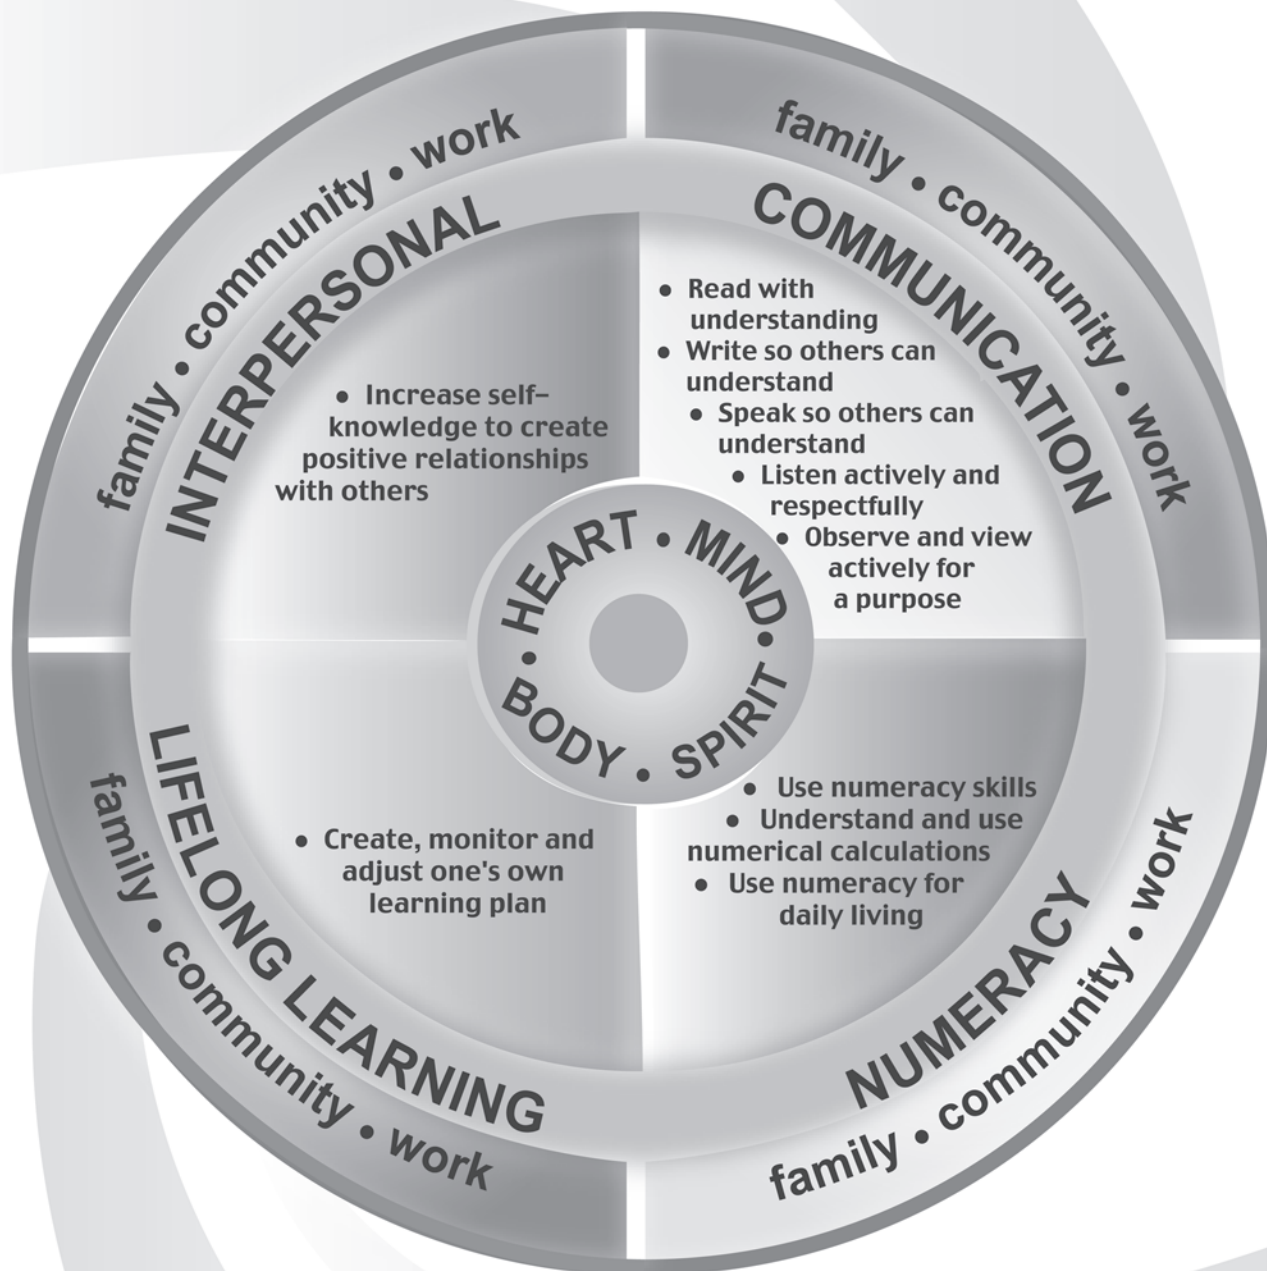 family • community • work
INTERPERSONAL
• Increase self–
knowledge to create
positive relationships
with others
family • community • work
COMMUNICATION
• Read with
understanding
• Write so others can
understand
• Speak so others can
understand
• Listen actively and
respectfully
• Observe and view
actively for
a purpose
HEART • MIND •
SPIRIT • BODY •
LIFELONG LEARNING
family • community • work
• Create, monitor and
adjust one's own
learning plan
• Use numeracy skills
• Understand and use
numerical calculations
• Use numeracy for
daily living
NUMERACY
family • community • work